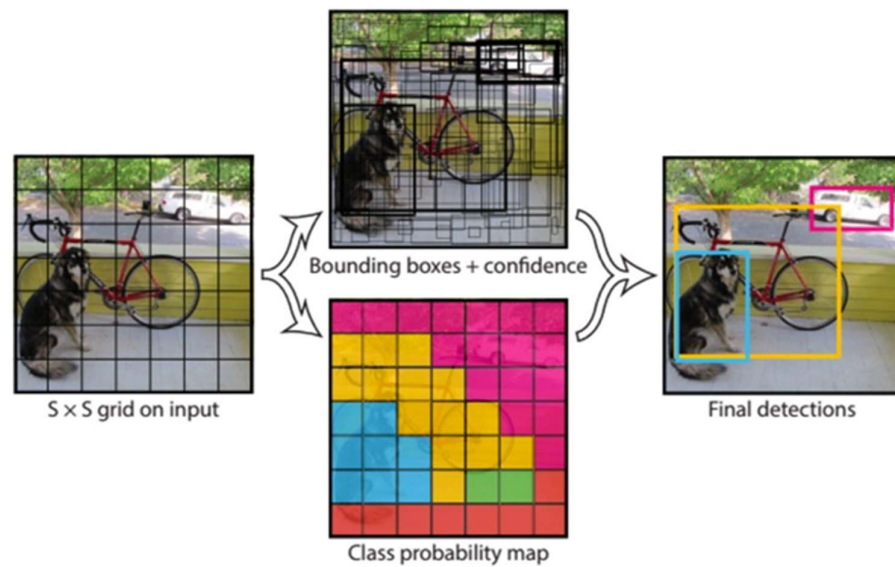 Bounding boxes + confidence
S × S grid on input
Final detections
Class probability map